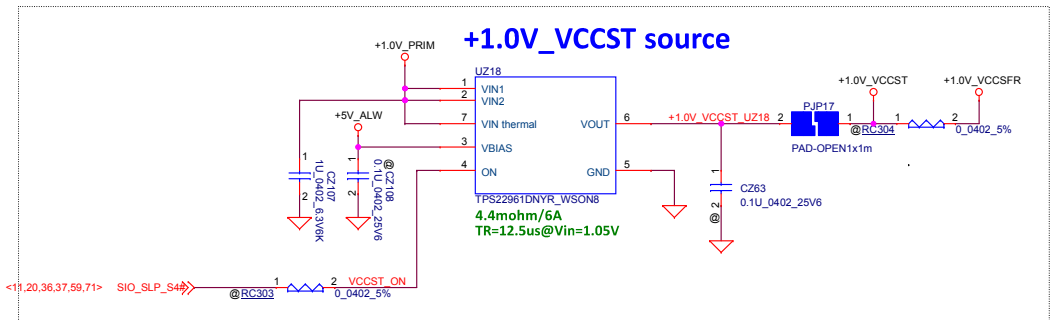 +1.0V_VCCST source
+1.0V_PRIM
UZ18
1 VIN1
2 VIN2
7 VIN thermal
3 VBIAS
4 ON
VOUT 6
GND 5
TPS22961DNYR_WSON8
4.4mohm/6A
TR=12.5us@Vin=1.05V
+5V_ALW
1
2
CZ107
1U_0402_6.3V6K
1
2
@CZ108
0.1U_0402_25V6
+1.0V_VCCST_UZ18
2
PJP17
1
PAD-OPEN1x1m
+1.0V_VCCST
+1.0V_VCCSFR
@RC304
1
2
0_0402_5%
1
@ 2
CZ63
0.1U_0402_25V6
<11,20,36,37,59,71> SIO_SLP_S4#
@RC303
1
2
0_0402_5%
VCCST_ON